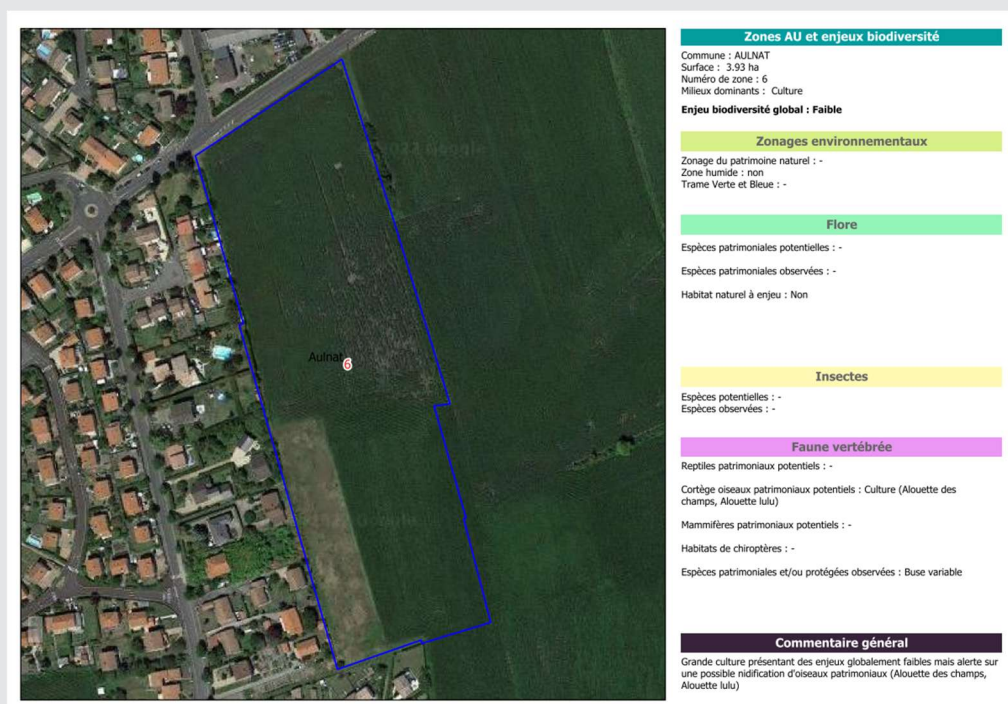 Zones AU et enjeux biodiversité
Commune : AULNAT
Surface : 3.93 ha
Numéro de zone : 6
Milieux dominants : Culture
Enjeu biodiversité global : Faible
Zonages environnementaux
Zonage du patrimoine naturel : -
Zone humide : non
Trame Verte et Bleue : -
Flore
Espèces patrimoniales potentielles : -
Espèces patrimoniales observées : -
Habitat naturel à enjeu : Non
Insectes
Espèces potentielles : -
Espèces observées : -
Faune vertébrée
Reptiles patrimoniaux potentiels : -
Cortège oiseaux patrimoniaux potentiels : Culture (Alouette des
champs, Alouette lulu)
Mammifères patrimoniaux potentiels : -
Habitats de chiroptères : -
Espèces patrimoniales et/ou protégées observées : Buse variable
Commentaire général
Grande culture présentant des enjeux globalement faibles mais alerte sur
une possible nidification d'oiseaux patrimoniaux (Alouette des champs,
Alouette lulu)
©2022 Google
Aulnat
6
Google